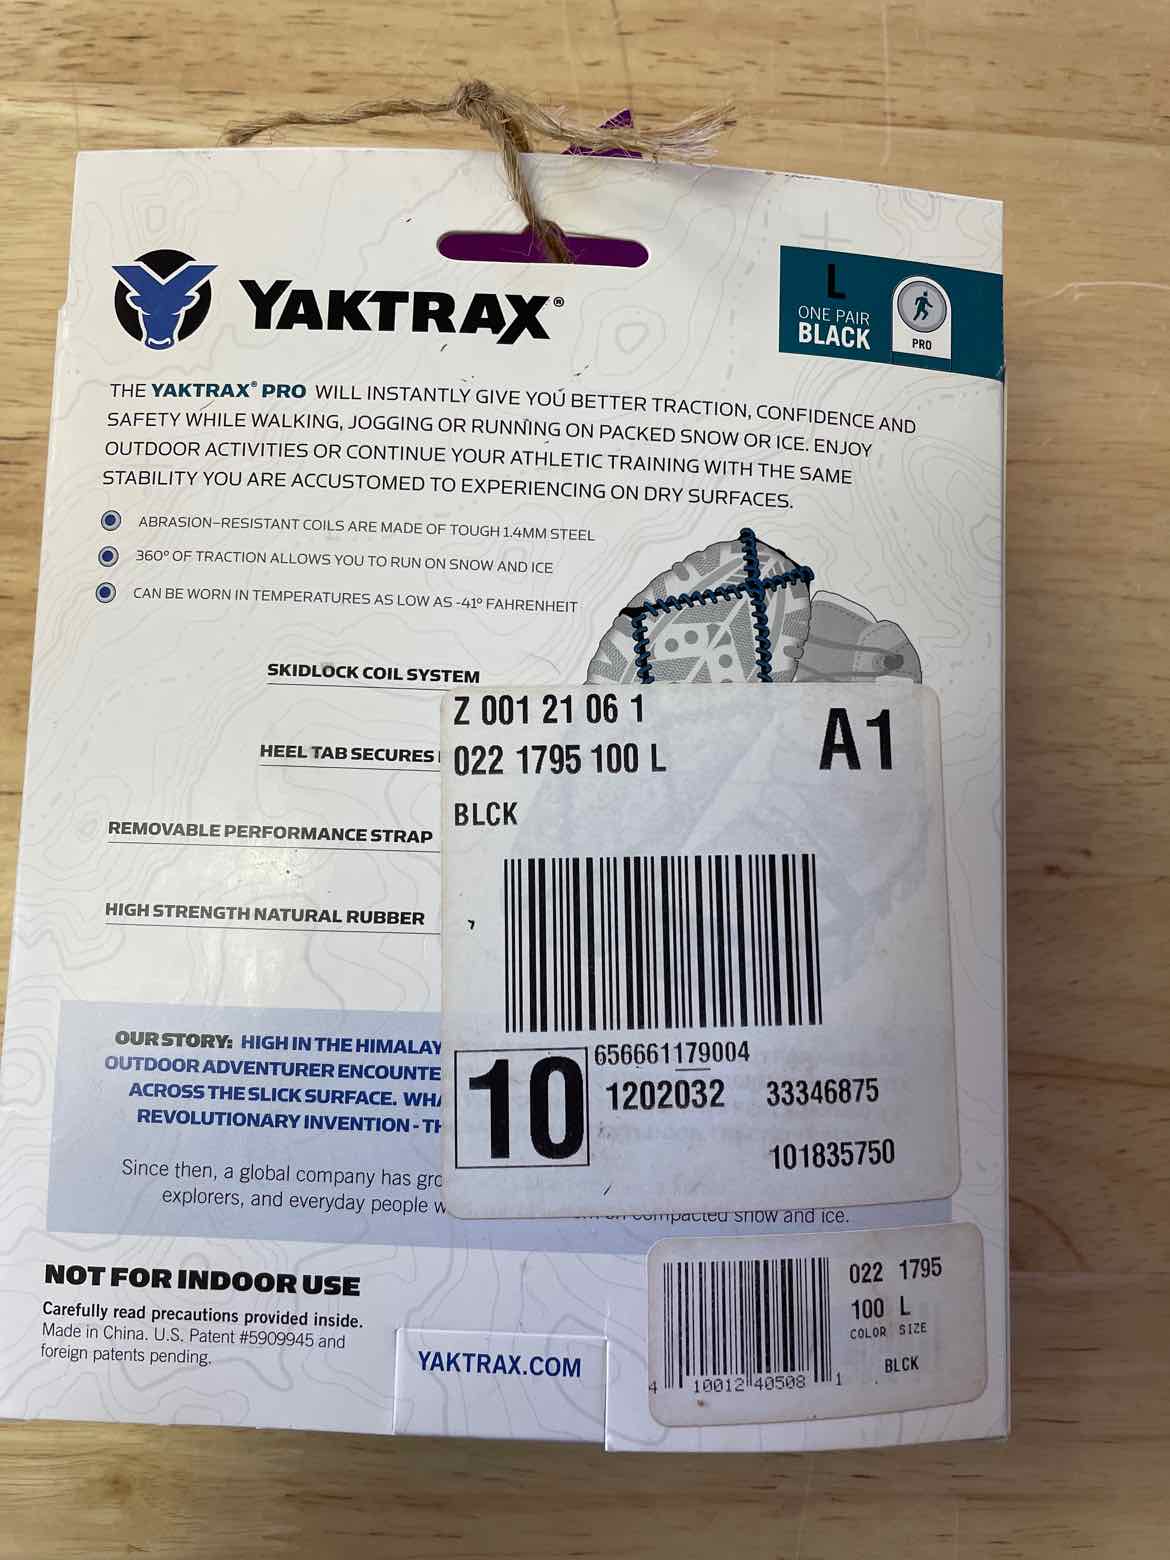 YAKTRAX®
L
ONE PAIR
BLACK
PRO
THE YAKTRAX® PRO WILL INSTANTLY GIVE YOU BETTER TRACTION, CONFIDENCE AND
SAFETY WHILE WALKING, JOGGING OR RUNNING ON PACKED SNOW OR ICE. ENJOY
OUTDOOR ACTIVITIES OR CONTINUE YOUR ATHLETIC TRAINING WITH THE SAME
STABILITY YOU ARE ACCUSTOMED TO EXPERIENCING ON DRY SURFACES.
ABRASION-RESISTANT COILS ARE MADE OF TOUGH 1.4MM STEEL
360° OF TRACTION ALLOWS YOU TO RUN ON SNOW AND ICE
CAN BE WORN IN TEMPERATURES AS LOW AS -41° FAHRENHEIT
SKIDLOCK COIL SYSTEM
HEEL TAB SECURES
REMOVABLE PERFORMANCE STRAP
HIGH STRENGTH NATURAL RUBBER
Z 001 21 06 1
A1
022 1795 100 L
BLCK
656661179004
10
1202032 33346875
101835750
OUR STORY: HIGH IN THE HIMALAY
OUTDOOR ADVENTURER ENCOUNTE
ACROSS THE SLICK SURFACE. WHA
REVOLUTIONARY INVENTION - TH
Since then, a global company has gro
explorers, and everyday people w
compacted snow and ice.
NOT FOR INDOOR USE
Carefully read precautions provided inside.
Made in China. U.S. Patent #5909945 and
foreign patents pending.
YAKTRAX.COM
022 1795
100 L
COLOR SIZE
BLCK
4 10012 40508 1